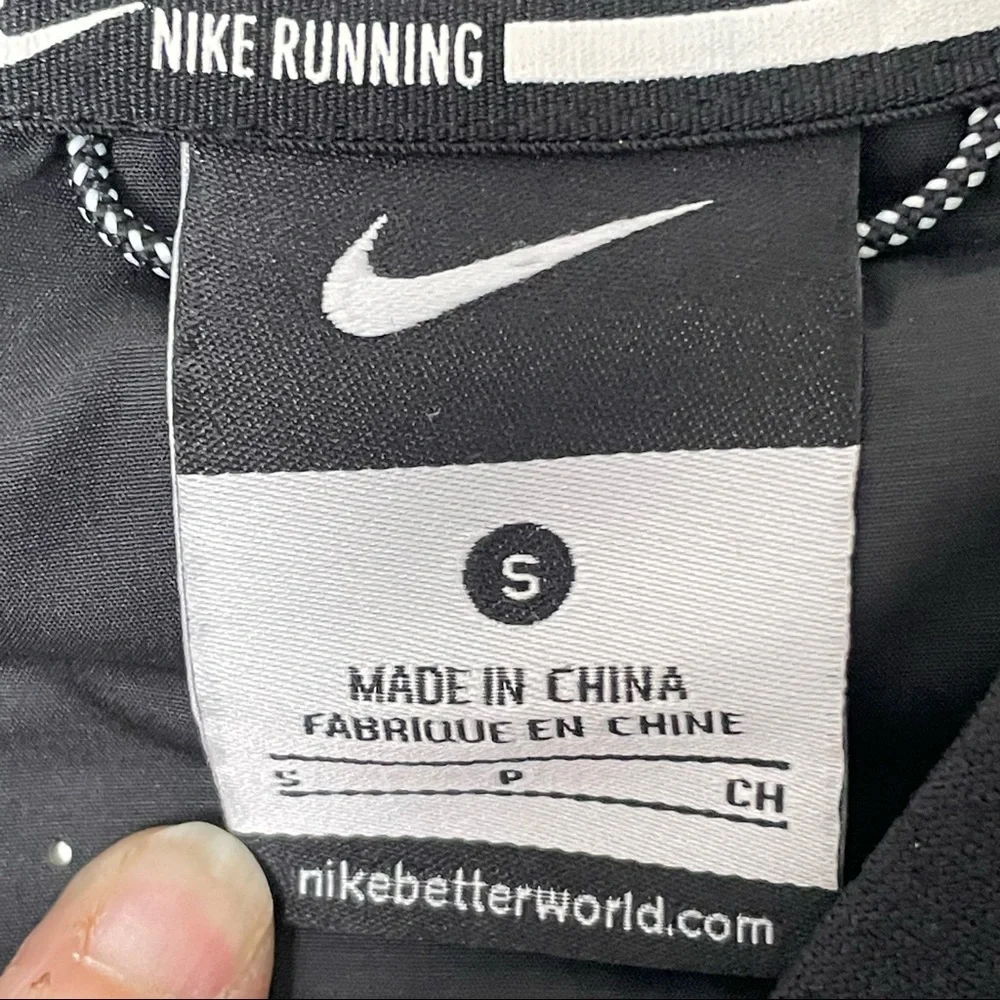 NIKE RUNNING
S
MADE IN CHINA
FABRIQUE EN CHINE
S P CH
nikebetterworld.com